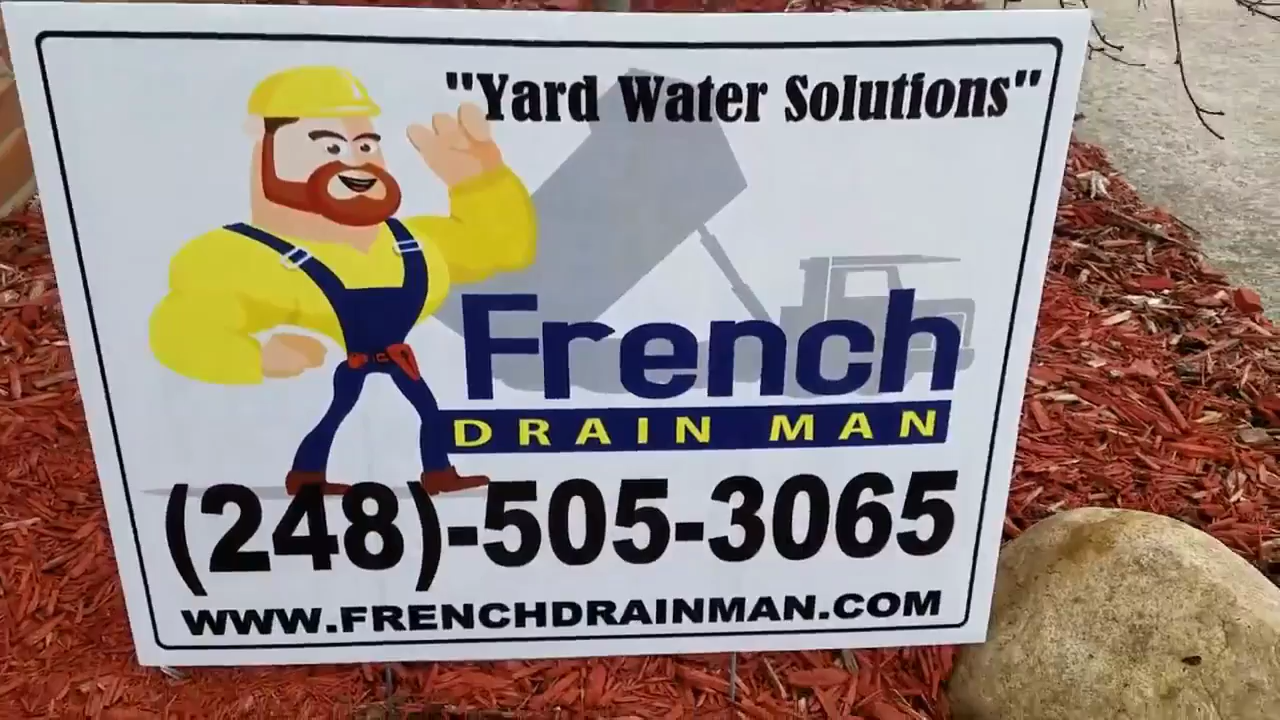 "Yard Water Solutions"
French
DRAIN MAN
(248)-505-3065
WWW.FRENCHDRAINMAN.COM